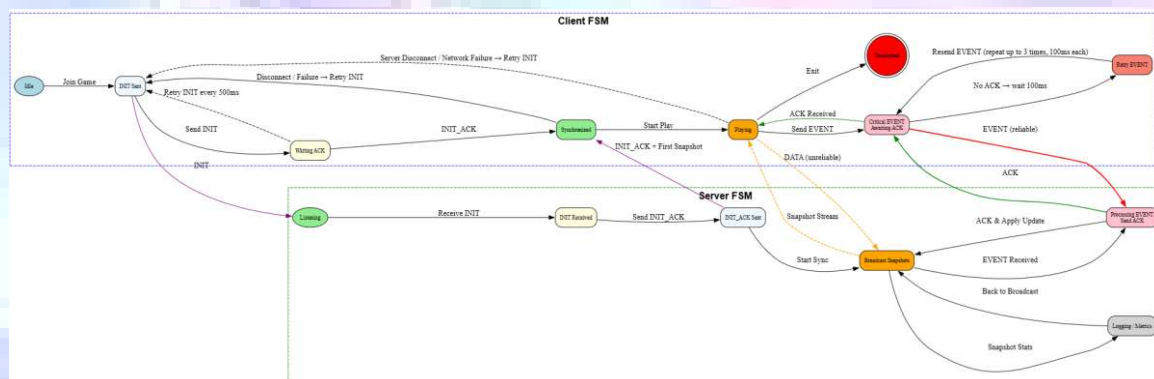 Client FSM
Server Disconnect / Network Failure → Retry INIT
Resend EVENT (repeat up to 3 times, 100ms each)
Retry EVENT
Exit
Disconnect / Failure → Retry INIT
No ACK → wait 100ms
Idle
Join Game
INIT Sent
Retry INIT every 500ms
ACK Received
Send INIT
INIT_ACK
Synchronized
Start Play
Playing
Send EVENT
Critical EVENT
Awaiting ACK
EVENT (reliable)
Waiting ACK
INIT_ACK + First Snapshot
DATA (unreliable)
INIT
ACK
Server FSM
Listening
Receive INIT
INIT Received
Send INIT_ACK
INIT_ACK Sent
Snapshot Stream
Processing EVENT
Send ACK
ACK & Apply Update
Start Sync
Broadcast Snapshots
EVENT Received
Back to Broadcast
Logging / Metrics
Snapshot Stats